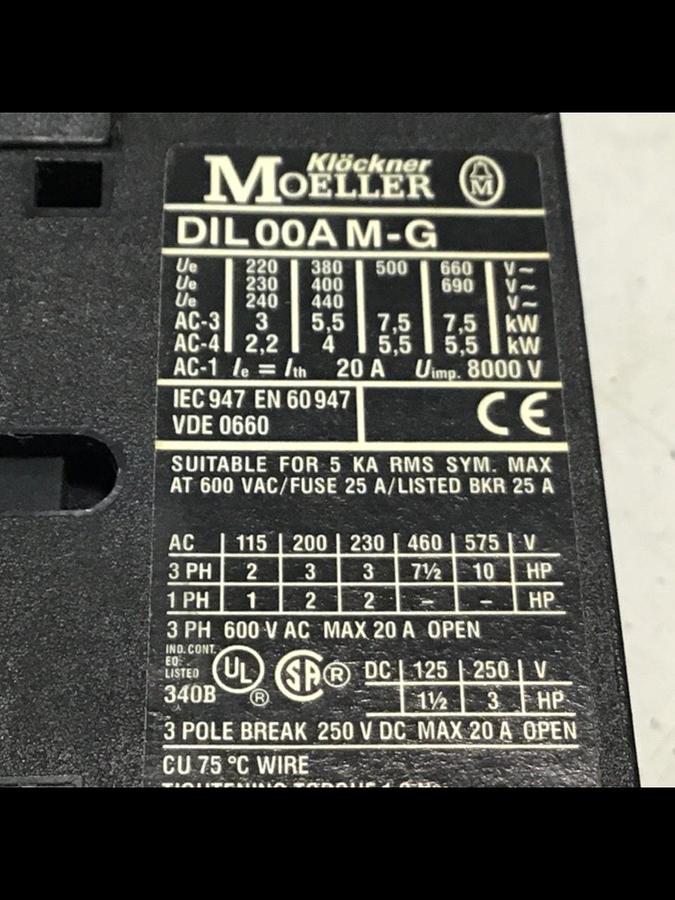 Klöckner
MOELLER AM
DIL00AM-G
Ue 220 380 500 660 V~
Ue 230 400 690 V~
Ue 240 440 V~
AC-3 3 5,5 7,5 7,5 kW
AC-4 2,2 4 5,5 5,5 kW
AC-1 Ie = Ith 20 A Uimp. 8000 V
IEC 947 EN 60 947 CE
VDE 0660
SUITABLE FOR 5 KA RMS SYM. MAX
AT 600 VAC/FUSE 25 A/LISTED BKR 25 A
AC 115 200 230 460 575 V
3 PH 2 3 3 7½ 10 HP
1 PH 1 2 2 – – HP
3 PH 600 V AC MAX 20 A OPEN
IND. CONT.
EQ.
LISTED
340B
UL ®
SA ®
DC 125 250 V
1½ 3 HP
3 POLE BREAK 250 V DC MAX 20 A OPEN
CU 75 °C WIRE
TIGHTENING TORQUE